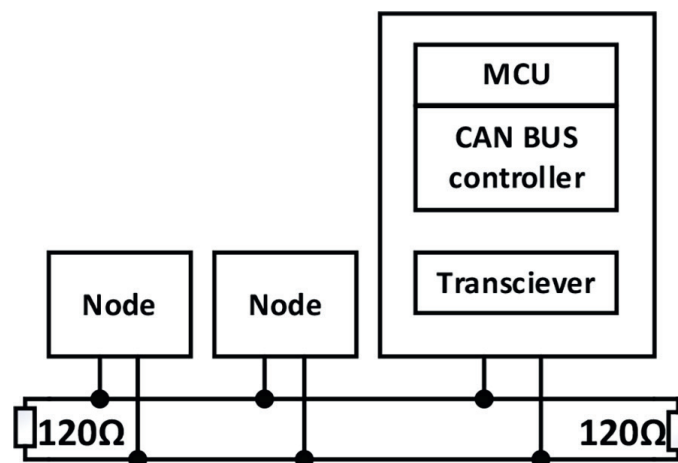 MCU
CAN BUS
controller
Transciever
Node
Node
120Ω
120Ω